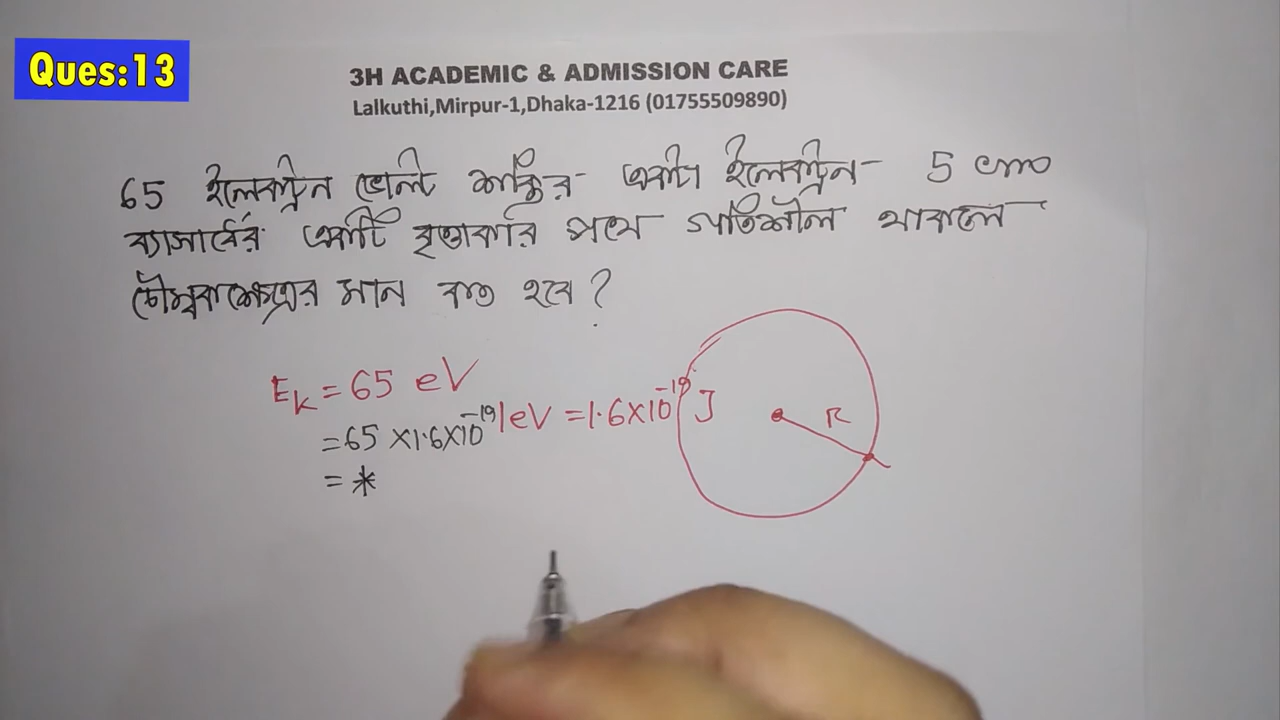 Ques:13
3H ACADEMIC & ADMISSION CARE
Lalkuthi,Mirpur-1,Dhaka-1216 (01755509890)
65 ইলেকট্রন ভোল্ট শক্তির একটা ইলেকট্রন 5 cm
ব্যাসার্ধের একটি বৃত্তাকার পথে গতিশীল থাকলে
চৌম্বকক্ষেত্রের মান কত হবে?
E_K = 65 eV
= 65 ×1.6×10⁻¹⁹
1eV = 1.6×10⁻¹⁹ J
= *
R